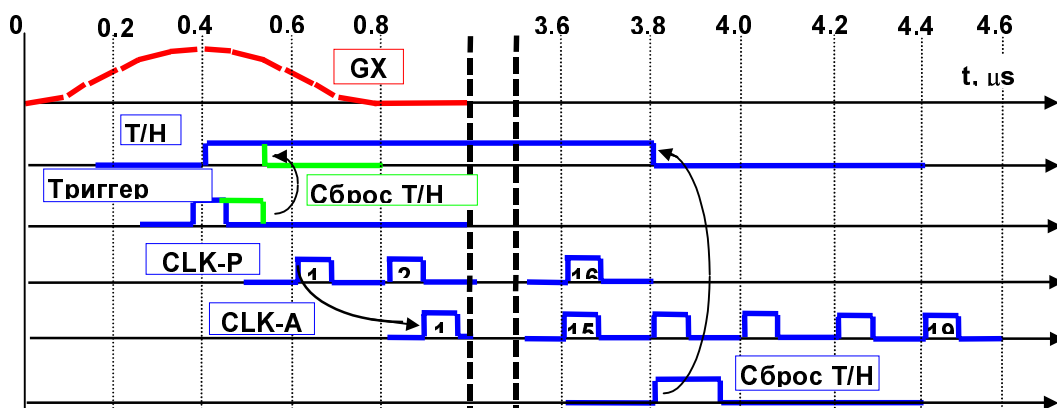 0 0.2 0.4 0.6 0.8 3.6 3.8 4.0 4.2 4.4 4.6
GX
t, µs
T/H
Триггер
Сброс T/H
CLK-P
1 2 16
CLK-A
1 15 19
Сброс T/H